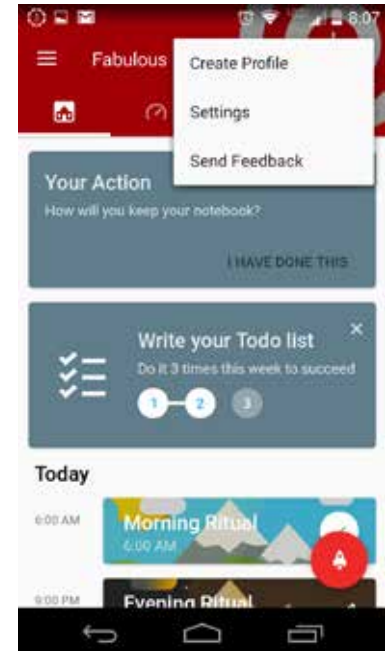 8:07
Fabulous
Create Profile
Settings
Send Feedback
Your Action
How will you keep your notebook?
I HAVE DONE THIS
Write your Todo list
Do it 3 times this week to succeed
1
2
3
Today
6:00 AM
Morning Ritual
6:00 AM
9:00 PM
Evening Ritual